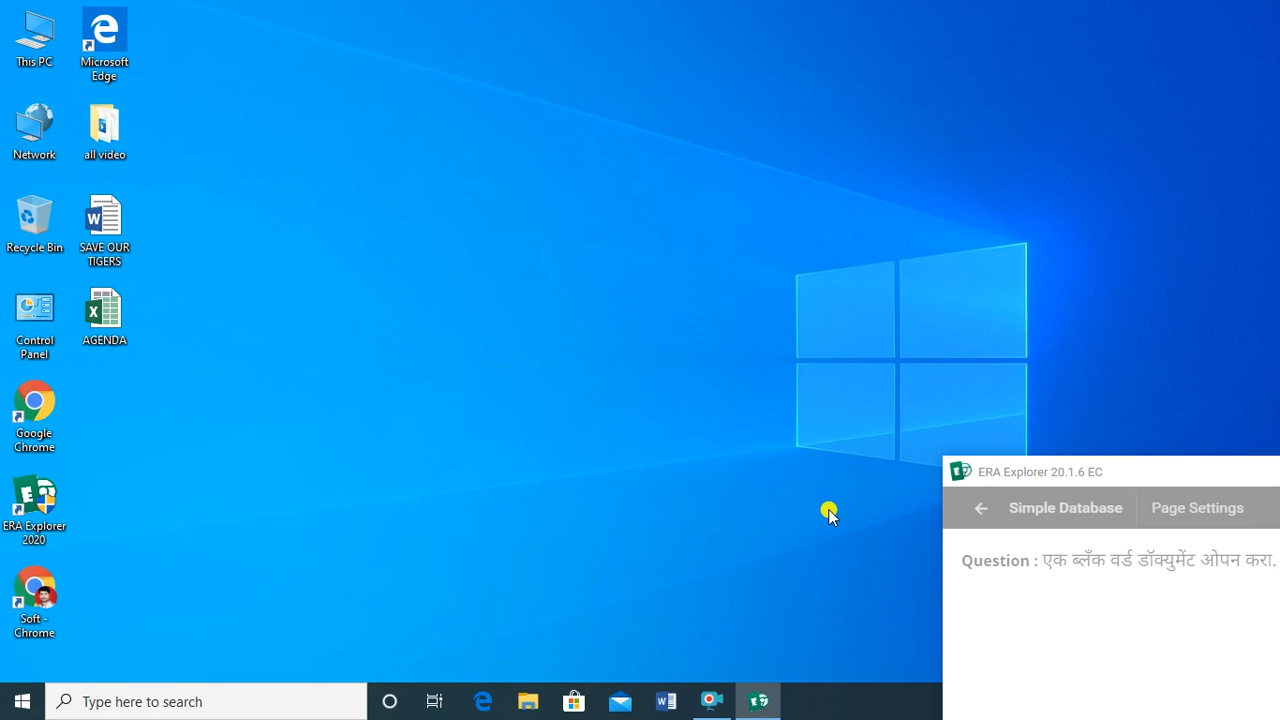 This PC
Microsoft
Edge
Network
all video
Recycle Bin
SAVE OUR
TIGERS
Control
Panel
AGENDA
Google
Chrome
ERA Explorer
2020
Soft -
Chrome
ERA Explorer 20.1.6 EC
Simple Database
Page Settings
Question : एक ब्लँक वर्ड डॉक्युमेंट ओपन करा.
Type here to search